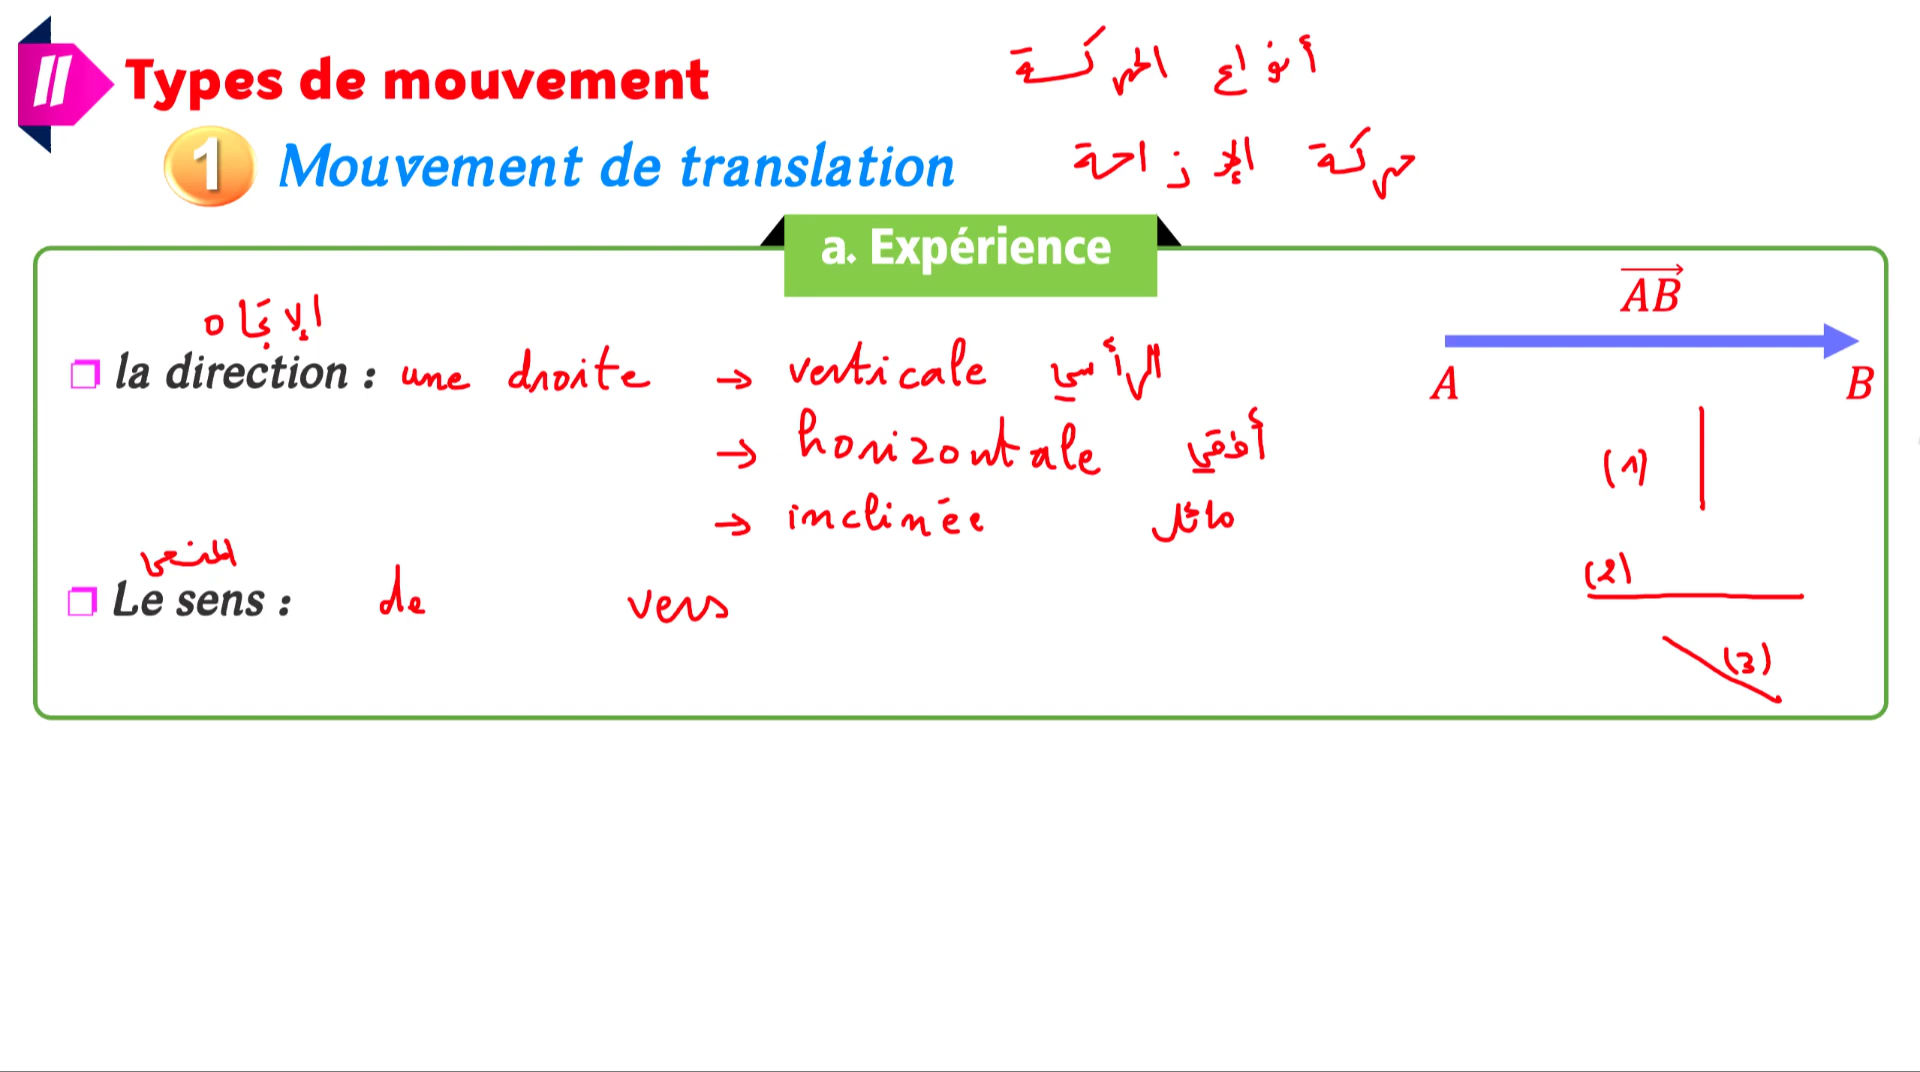 II Types de mouvement أنواع الحركة
1 Mouvement de translation حركة الإزاحة
a. Expérience
AB
الإتجاه
la direction : une droite → verticale الرأسي
A B
→ horizontale أفقي
(1)
→ inclinée مائل
المنحى
(2)
Le sens : de vers
(3)